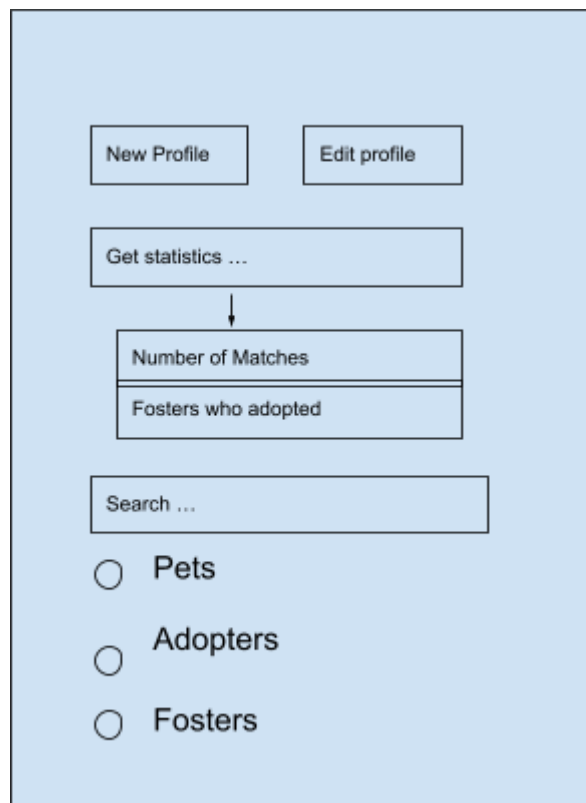 New Profile
Edit profile
Get statistics …
Number of Matches
Fosters who adopted
Search …
Pets
Adopters
Fosters